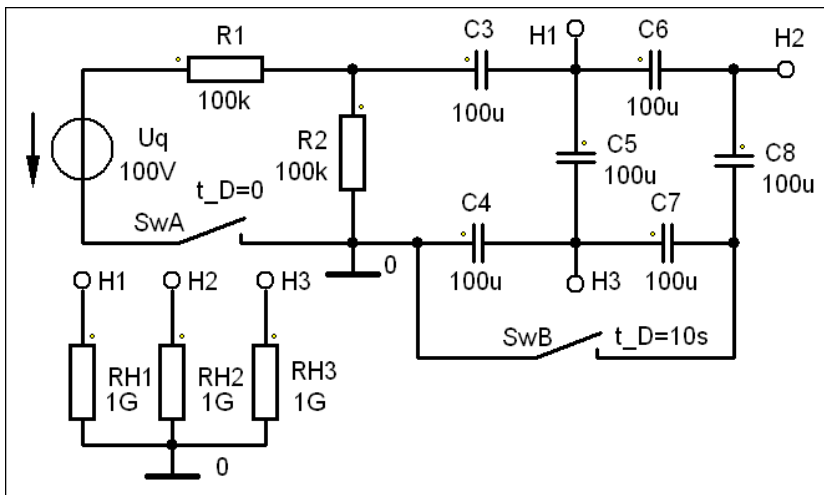 R1
100k
Uq
100V
R2
100k
t_D=0
SwA
0
C3
100u
H1
C6
100u
H2
C5
100u
C8
100u
C4
100u
C7
100u
H3
SwB
t_D=10s
H1
H2
H3
RH1
1G
RH2
1G
RH3
1G
0